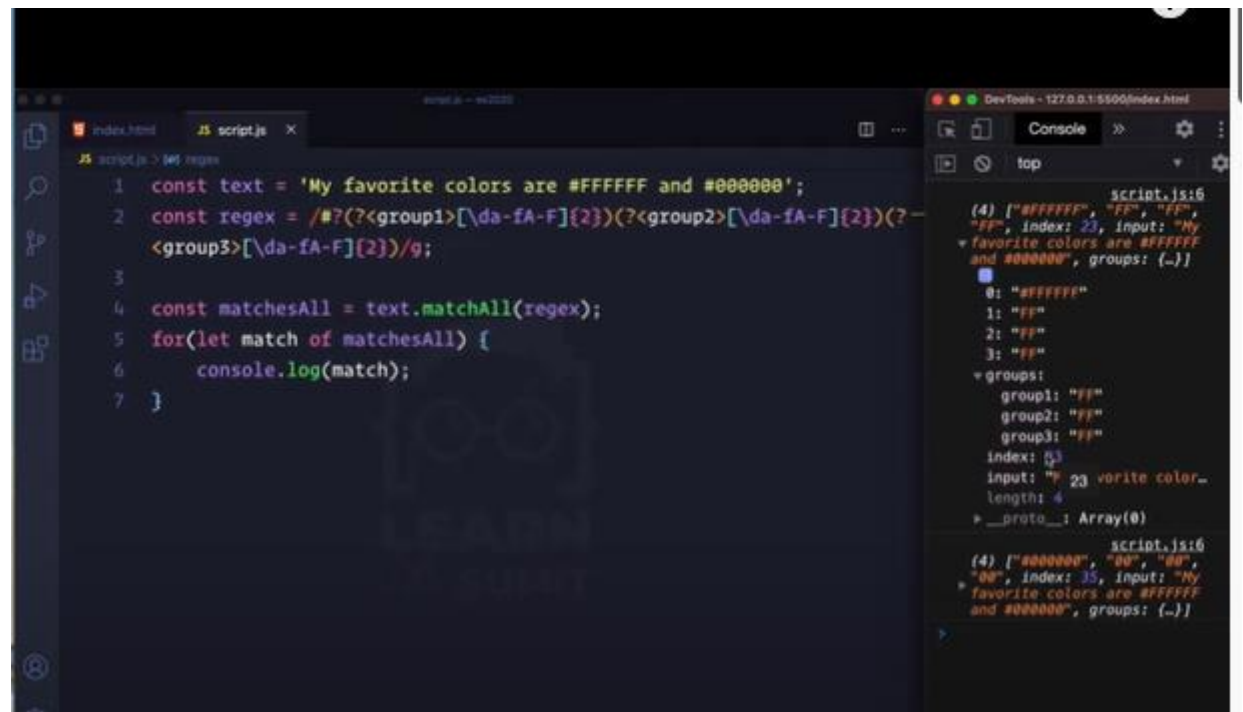 script.js - es2020
DevTools - 127.0.0.1:5500/index.html
index.html
JS script.js ×
Console »
JS script.js > regex
top
1 const text = 'My favorite colors are #FFFFFF and #000000';
2 const regex = /#?(?<group1>[\da-fA-F]{2})(?<group2>[\da-fA-F]{2})(?
<group3>[\da-fA-F]{2})/g;
3
4 const matchesAll = text.matchAll(regex);
5 for(let match of matchesAll) {
6 console.log(match);
7 }
script.js:6
(4) ["#FFFFFF", "FF", "FF",
"FF", index: 23, input: "My
favorite colors are #FFFFFF
and #000000", groups: {…}]
0: "#FFFFFF"
1: "FF"
2: "FF"
3: "FF"
groups:
group1: "FF"
group2: "FF"
group3: "FF"
index: 23
input: " vorite color…
23
length: 4
__proto__: Array(0)
script.js:6
(4) ["#000000", "00", "00",
"00", index: 35, input: "My
favorite colors are #FFFFFF
and #000000", groups: {…}]
LEARN
SUMIT